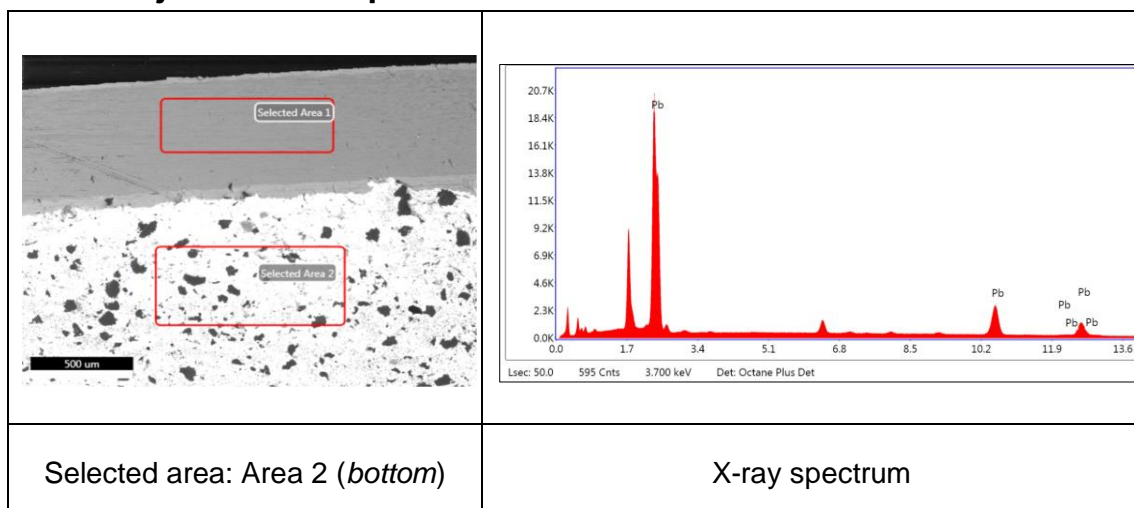 Selected Area 1
Selected Area 2
500 um
20.7K
18.4K
16.1K
13.8K
11.5K
9.2K
6.9K
4.6K
2.3K
0.0K
Pb
Pb
Pb
Pb
Pb Pb
0.0 1.7 3.4 5.1 6.8 8.5 10.2 11.9 13.6
Lsec: 50.0 595 Cnts 3.700 keV Det: Octane Plus Det
Selected area: Area 2 (bottom)
X-ray spectrum